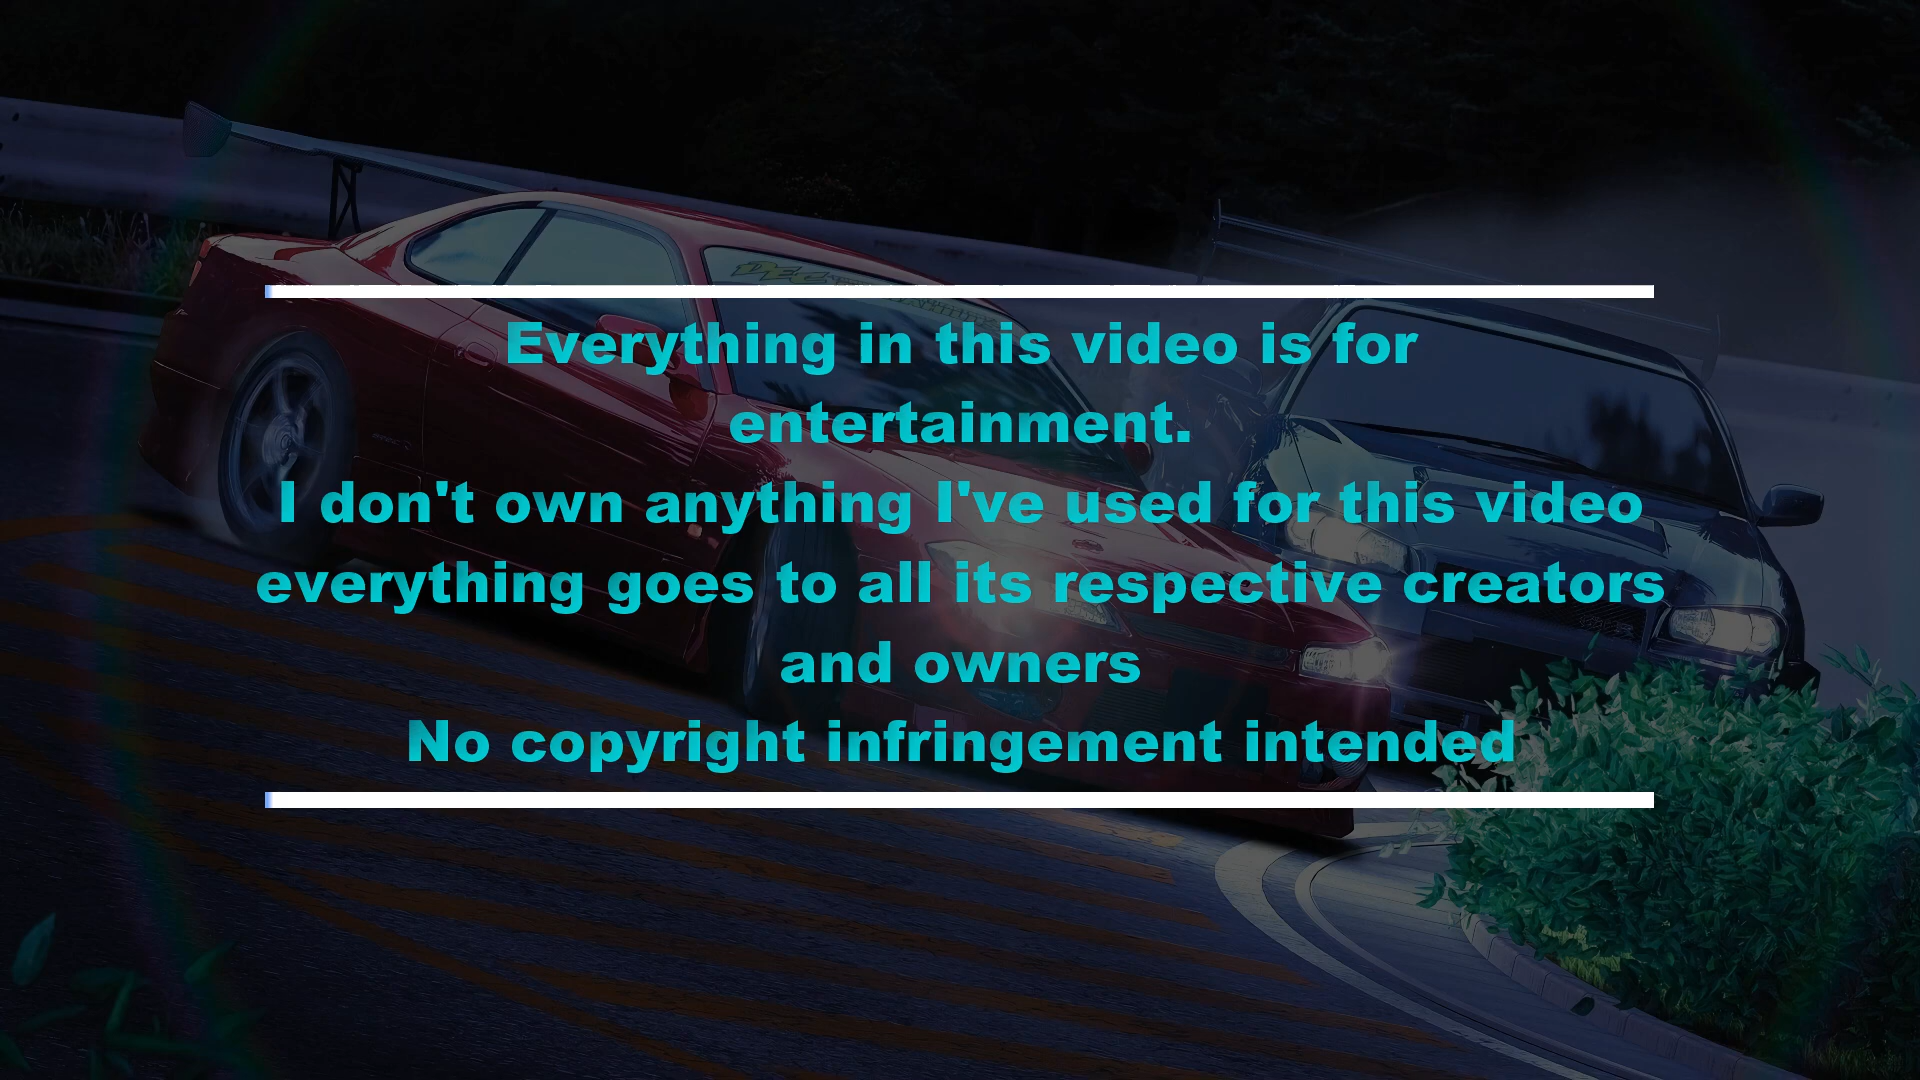 Everything in this video is for
entertainment.
I don't own anything I've used for this video
everything goes to all its respective creators
and owners
No copyright infringement intended